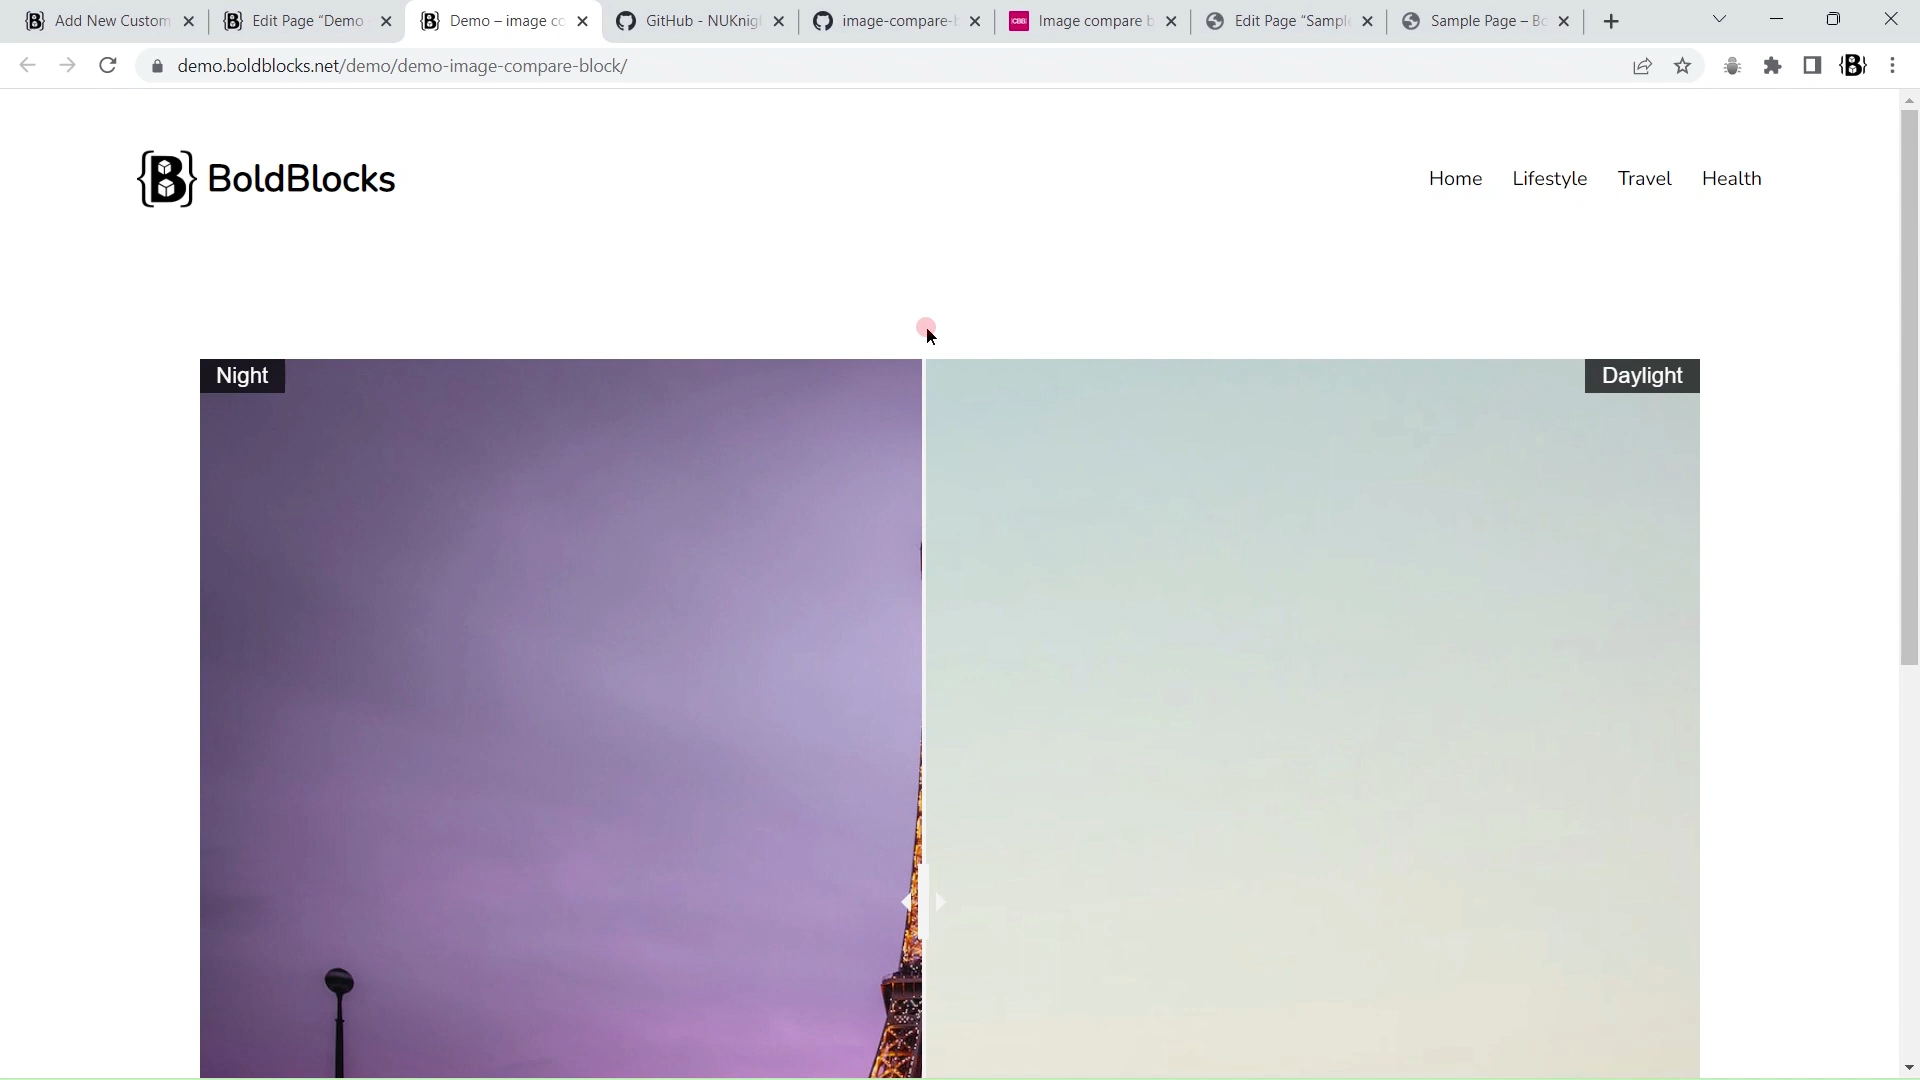 Add New Custom
Edit Page “Demo
Demo – image co
GitHub - NUKnig
image-compare-b
Image compare b
Edit Page “Sampl
Sample Page – Bo
demo.boldblocks.net/demo/demo-image-compare-block/
BoldBlocks
Home Lifestyle Travel Health
Night
Daylight